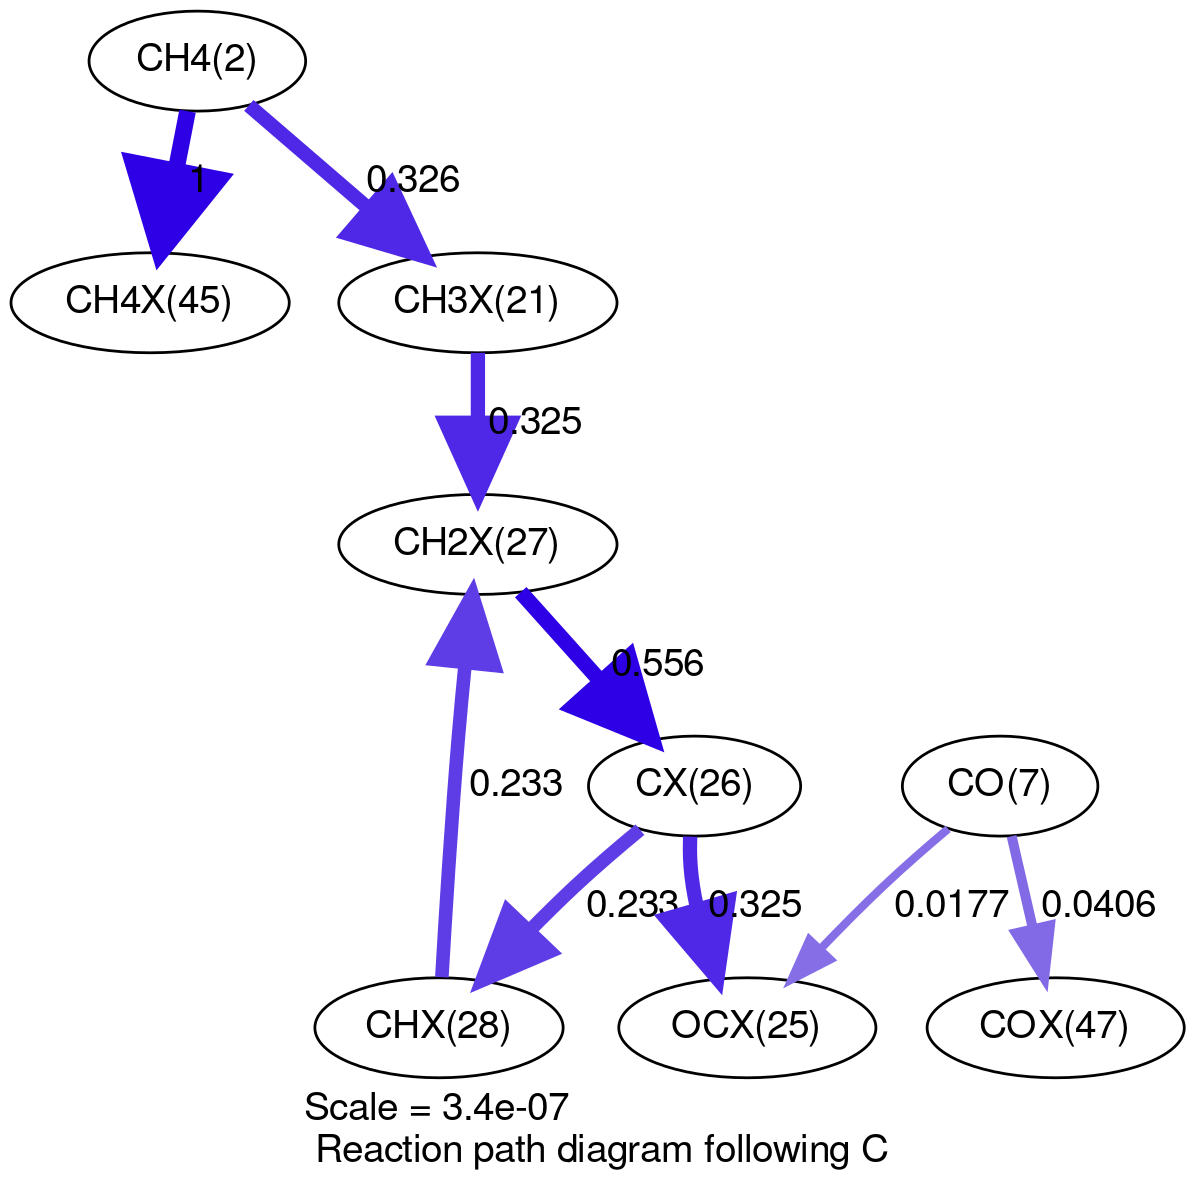 CH4(2)
1
0.326
CH4X(45)
CH3X(21)
0.325
CH2X(27)
0.556
0.233
CX(26)
CO(7)
0.233
0.325
0.0177
0.0406
CHX(28)
OCX(25)
COX(47)
Scale = 3.4e-07
Reaction path diagram following C